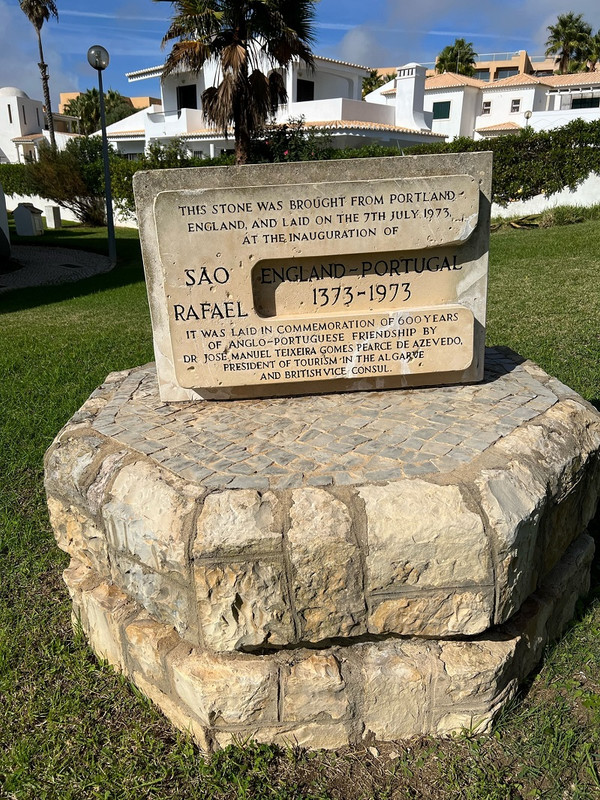 THIS STONE WAS BROUGHT FROM PORTLAND
ENGLAND, AND LAID ON THE 7TH JULY 1973,
AT THE INAUGURATION OF
SÃO
RAFAEL
ENGLAND-PORTUGAL
1373-1973
IT WAS LAID IN COMMEMORATION OF 600 YEARS
OF ANGLO-PORTUGUESE FRIENDSHIP BY
DR JOSÉ MANUEL TEIXEIRA GOMES PEARCE DE AZEVEDO,
PRESIDENT OF TOURISM IN THE ALGARVE
AND BRITISH VICE CONSUL.